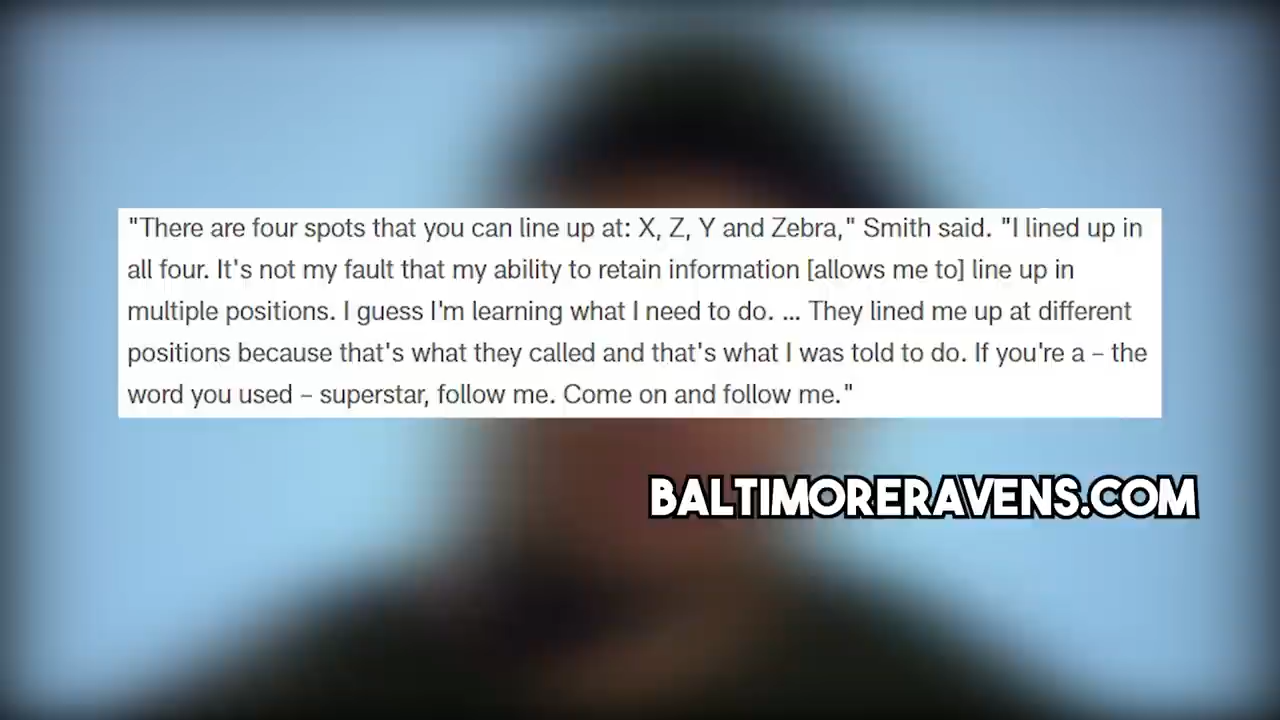 "There are four spots that you can line up at: X, Z, Y and Zebra," Smith said. "I lined up in
all four. It's not my fault that my ability to retain information [allows me to] line up in
multiple positions. I guess I'm learning what I need to do. ... They lined me up at different
positions because that's what they called and that's what I was told to do. If you're a – the
word you used – superstar, follow me. Come on and follow me."
BALTIMORERAVENS.COM